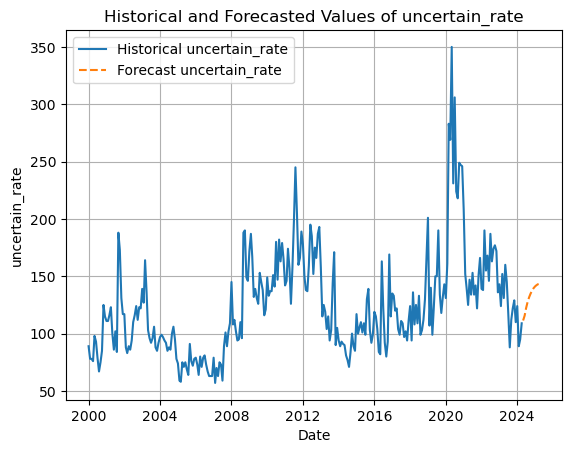 Historical and Forecasted Values of uncertain_rate
Historical uncertain_rate
Forecast uncertain_rate
350
300
250
200
150
100
50
uncertain_rate
2000 2004 2008 2012 2016 2020 2024
Date